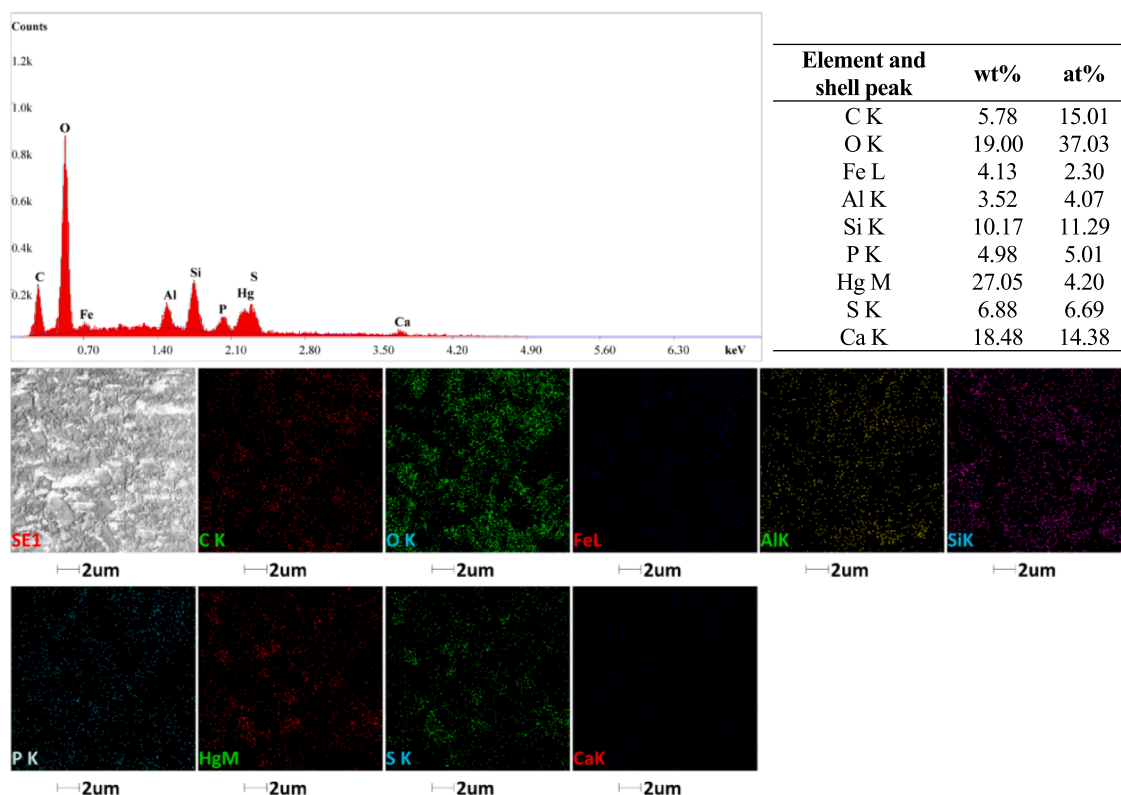 Counts
1.2k
1.0k
0.8k
0.6k
0.4k
0.2k
C
O
Fe
Al
Si
P
Hg
S
Ca
0.70 1.40 2.10 2.80 3.50 4.20 4.90 5.60 6.30 keV
Element and shell peak wt% at%
C K 5.78 15.01
O K 19.00 37.03
Fe L 4.13 2.30
Al K 3.52 4.07
Si K 10.17 11.29
P K 4.98 5.01
Hg M 27.05 4.20
S K 6.88 6.69
Ca K 18.48 14.38
SE1 C K O K FeL AlK SiK
2um 2um 2um 2um 2um 2um
P K HgM S K CaK
2um 2um 2um 2um